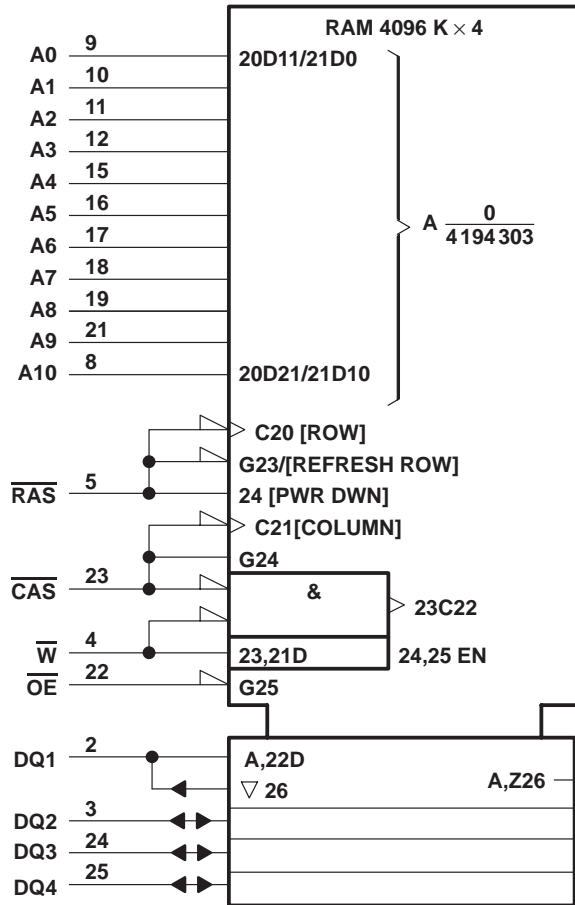 RAM 4096 K × 4
A0 9 20D11/21D0
A1 10
A2 11
A3 12
A4 15
A5 16
A6 17
A7 18
A8 19
A9 21
A10 8 20D21/21D10
A 0
4 194 303
C20 [ROW]
G23/[REFRESH ROW]
RAS 5 24 [PWR DWN]
C21[COLUMN]
G24
CAS 23 & 23C22
W 4 23,21D 24,25 EN
OE 22 G25
DQ1 2 A,22D
26 A,Z26
DQ2 3
DQ3 24
DQ4 25